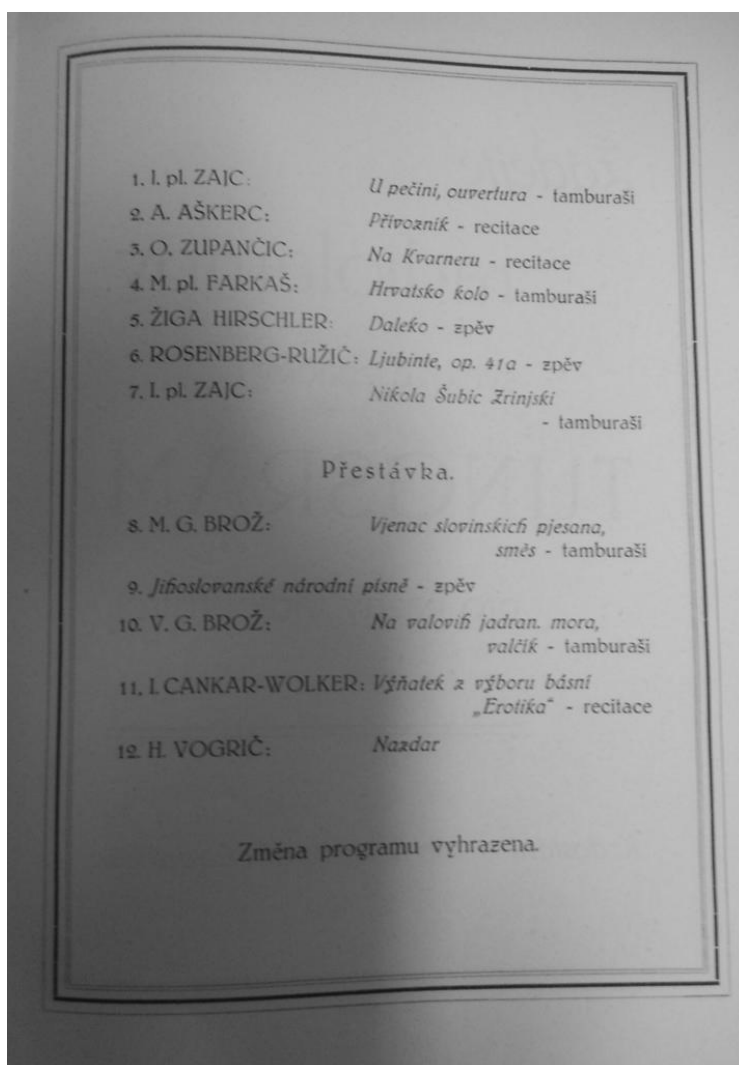 1. I. pl. ZAJC: U pečini, ouvertura - tamburaši
2. A. AŠKERC: Přívozník - recitace
3. O. ZUPANČIC: Na Kvarneru - recitace
4. M. pl. FARKAŠ: Hrvatsko kolo - tamburaši
5. ŽIGA HIRSCHLER: Daleko - zpěv
6. ROSENBERG-RUŽIČ: Ljubinte, op. 41a - zpěv
7. I. pl. ZAJC: Nikola Šubic Zrinjski
- tamburaši
Přestávka.
8. M. G. BROŽ: Vjenac slovinskich pjesana,
směs - tamburaši
9. Jihoslovanské národní písně - zpěv
10. V. G. BROŽ: Na valovih jadran. mora,
valčík - tamburaši
11. I. CANKAR-WOLKER: Výňatek z výboru básní
„Erotika“ - recitace
12. H. VOGRIČ: Nazdar
Změna programu vyhrazena.